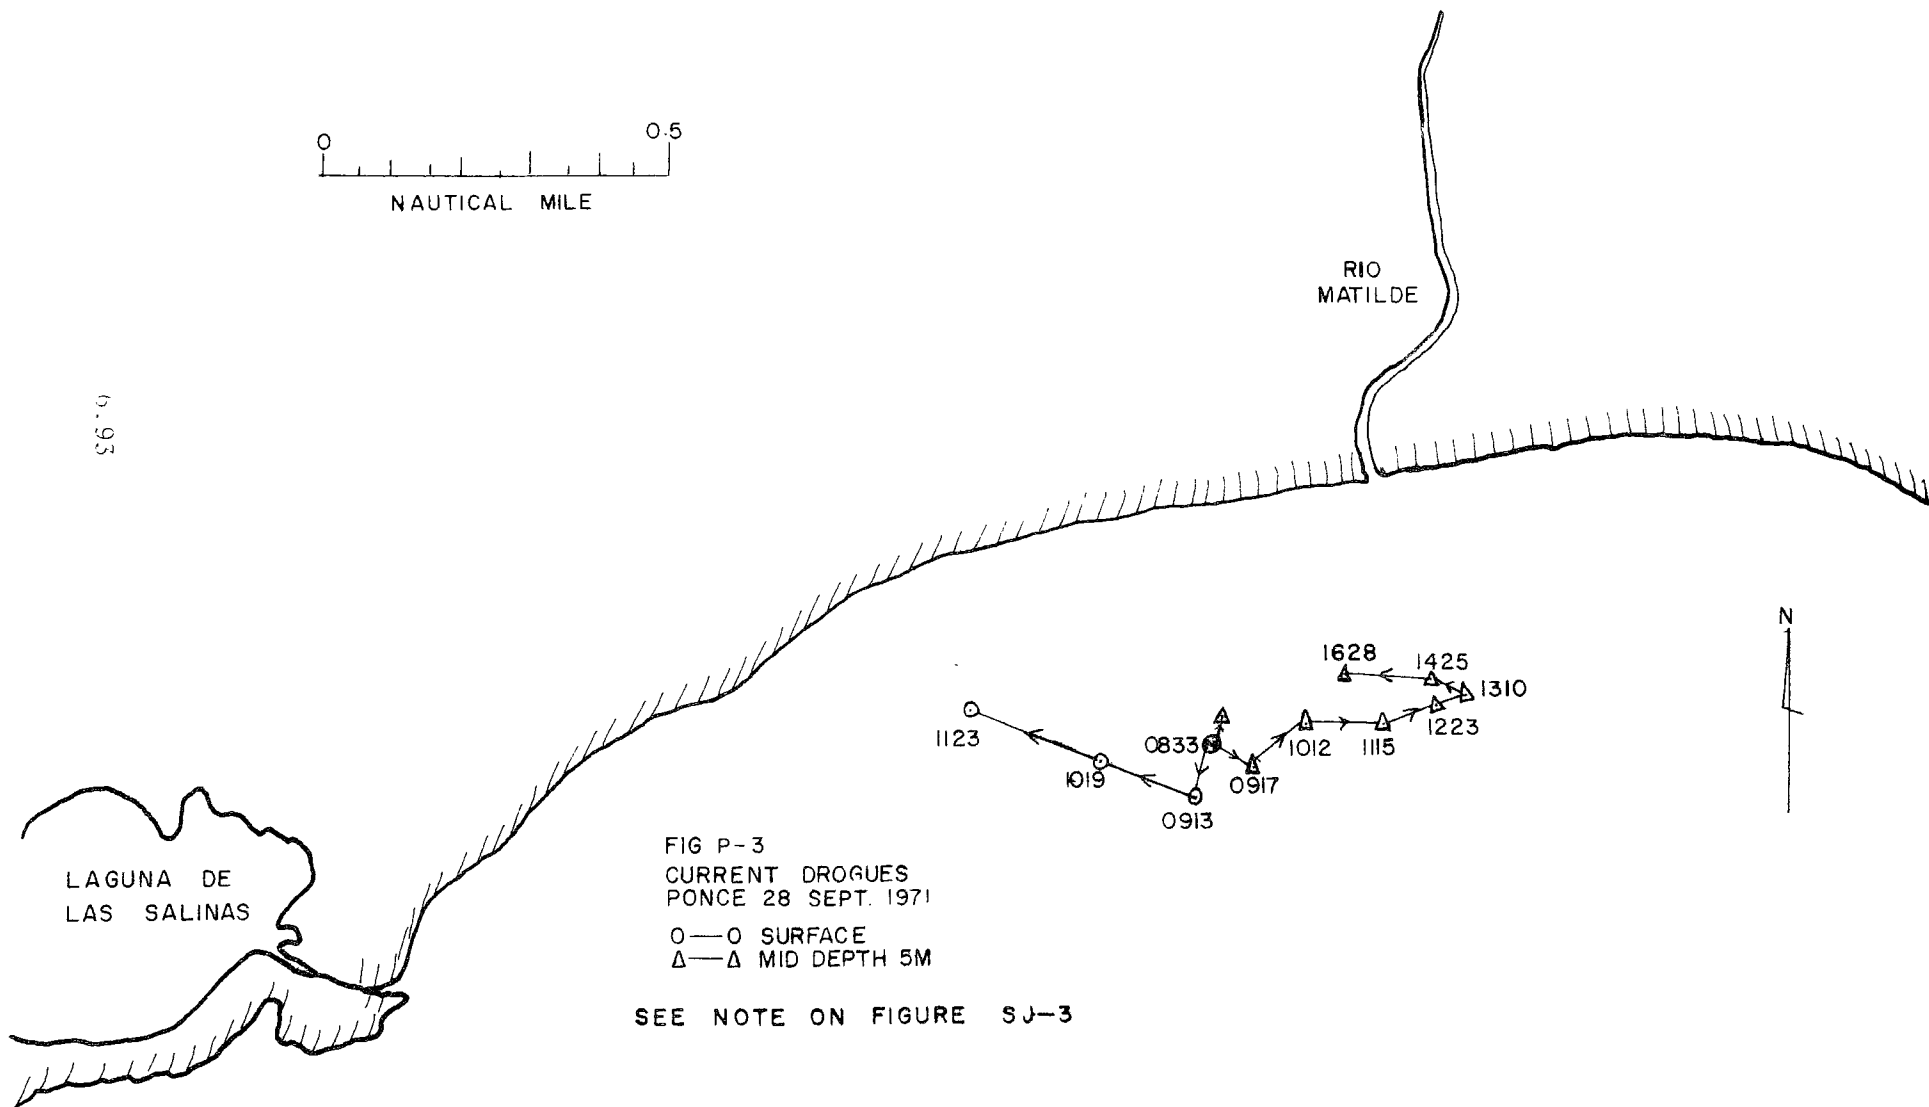 0 0.5
NAUTICAL MILE
RIO
MATILDE
6.93
N
1628
1425
1310
1223
1115
1012
0833
0917
0913
1019
1123
LAGUNA DE
LAS SALINAS
FIG P-3
CURRENT DROGUES
PONCE 28 SEPT. 1971
O—O SURFACE
Δ—Δ MID DEPTH 5M
SEE NOTE ON FIGURE SJ-3